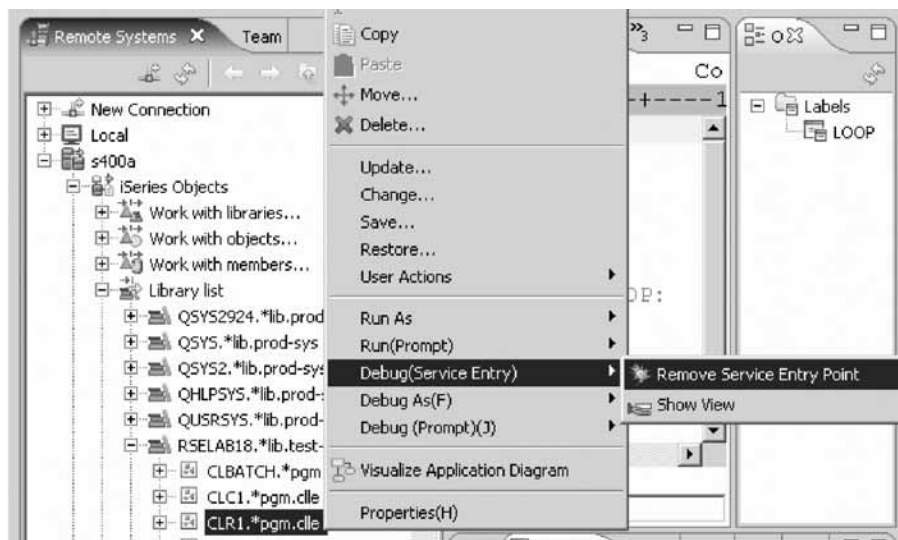 Remote Systems
Team
New Connection
Local
s400a
iSeries Objects
Work with libraries...
Work with objects...
Work with members...
Library list
QSYS2924.*lib.prod
QSYS.*lib.prod-sys
QSYS2.*lib.prod-sys
QHLPSYS.*lib.prod-
QUSRSYS.*lib.prod-
RSELAB18.*lib.test-
CLBATCH.*pgm
CLC1.*pgm.clle
CLR1.*pgm.clle
Copy
Paste
Move...
Delete...
Update...
Change...
Save...
Restore...
User Actions
Run As
Run(Prompt)
Debug(Service Entry)
Debug As(F)
Debug (Prompt)(J)
Visualize Application Diagram
Properties(H)
Remove Service Entry Point
Show View
»3
Co
-+----1
OP:
O
Labels
LOOP